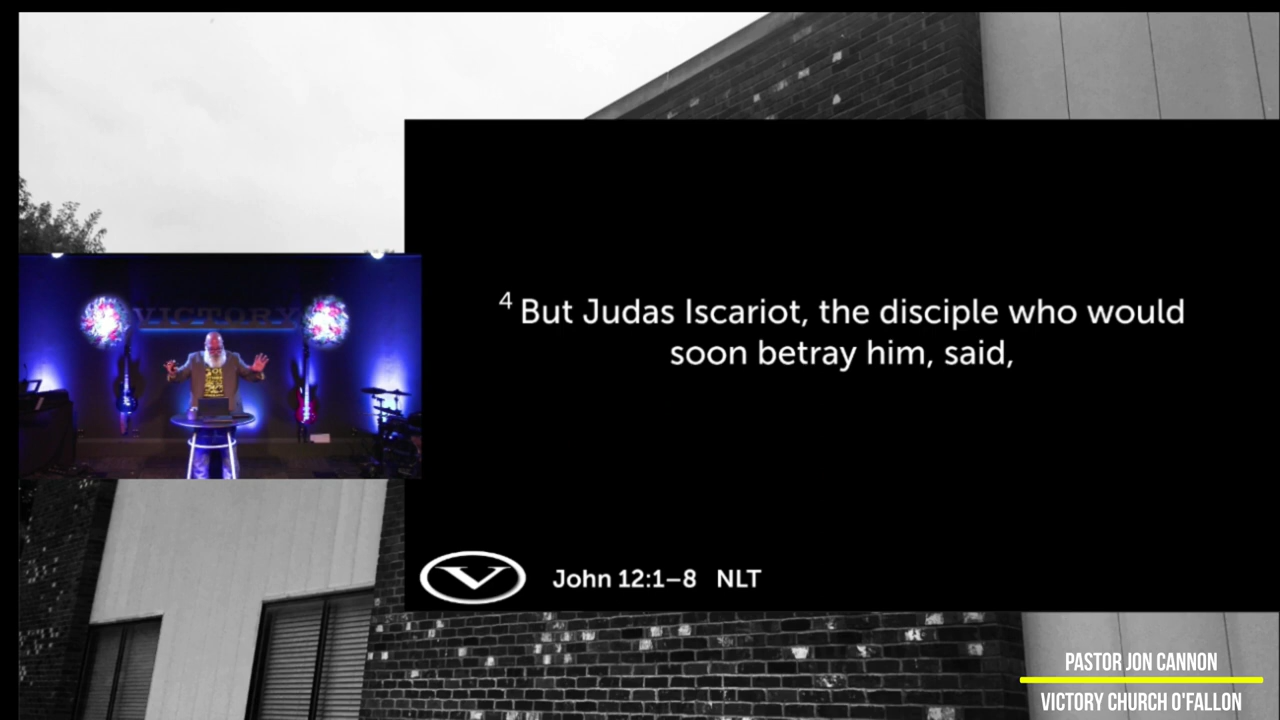 VICTORY
4 But Judas Iscariot, the disciple who would
soon betray him, said,
V
John 12:1–8 NLT
PASTOR JON CANNON
VICTORY CHURCH O'FALLON